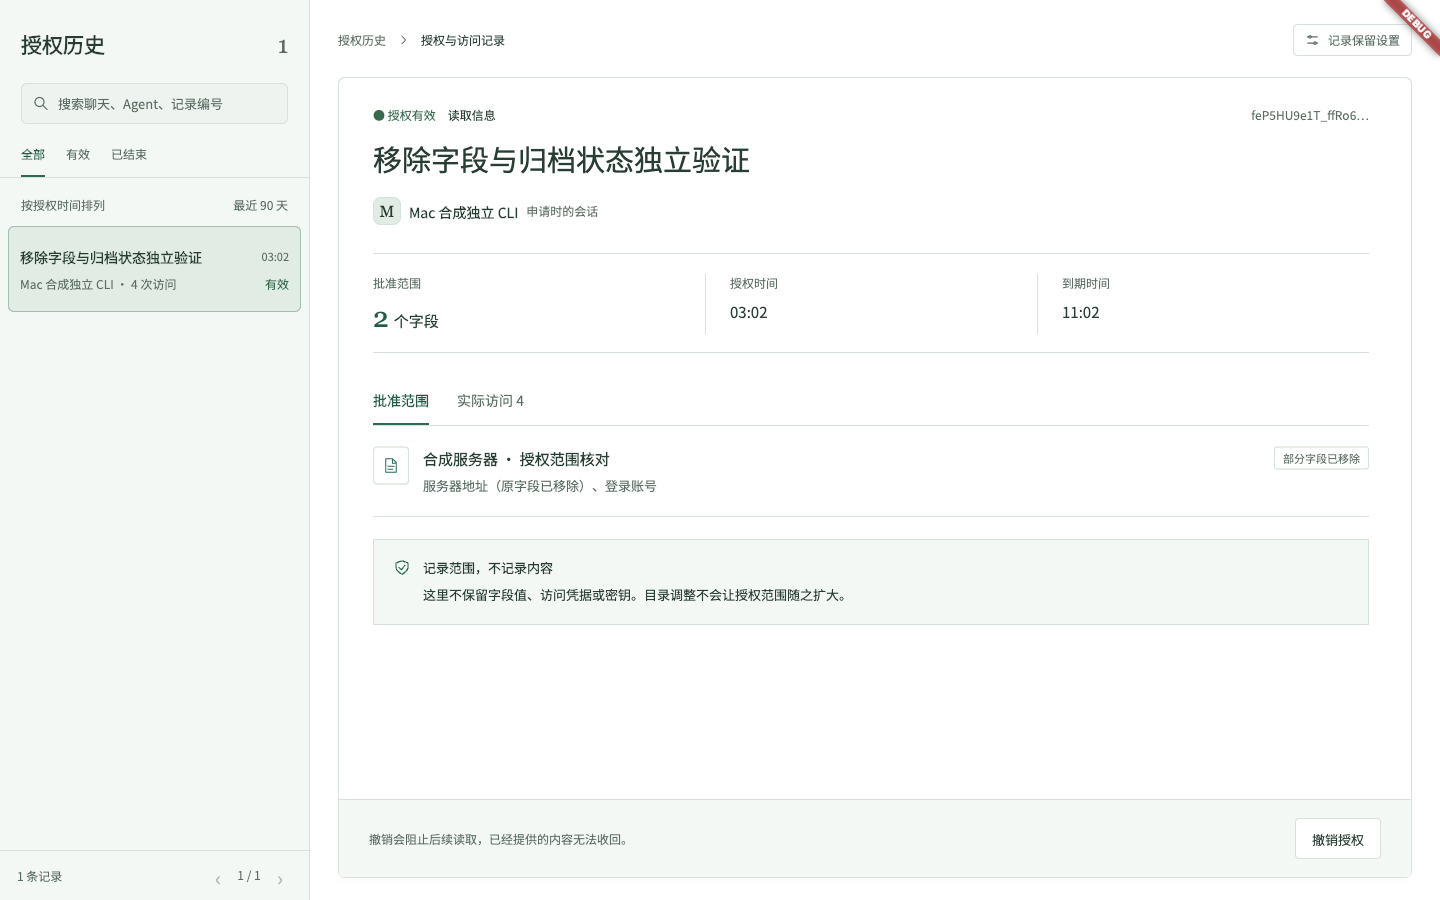 授权历史
1
搜索聊天、Agent、记录编号
全部
有效
已结束
按授权时间排列
最近 90 天
移除字段与归档状态独立验证
03:02
Mac 合成独立 CLI · 4 次访问
有效
1 条记录
1 / 1
授权历史 > 授权与访问记录
记录保留设置
DEBUG
授权有效
读取信息
feP5HU9e1T_ffRo6...
移除字段与归档状态独立验证
M
Mac 合成独立 CLI
申请时的会话
批准范围
2 个字段
授权时间
03:02
到期时间
11:02
批准范围
实际访问 4
合成服务器 · 授权范围核对
部分字段已移除
服务器地址（原字段已移除）、登录账号
记录范围，不记录内容
这里不保留字段值、访问凭据或密钥。目录调整不会让授权范围随之扩大。
撤销会阻止后续读取，已经提供的内容无法收回。
撤销授权